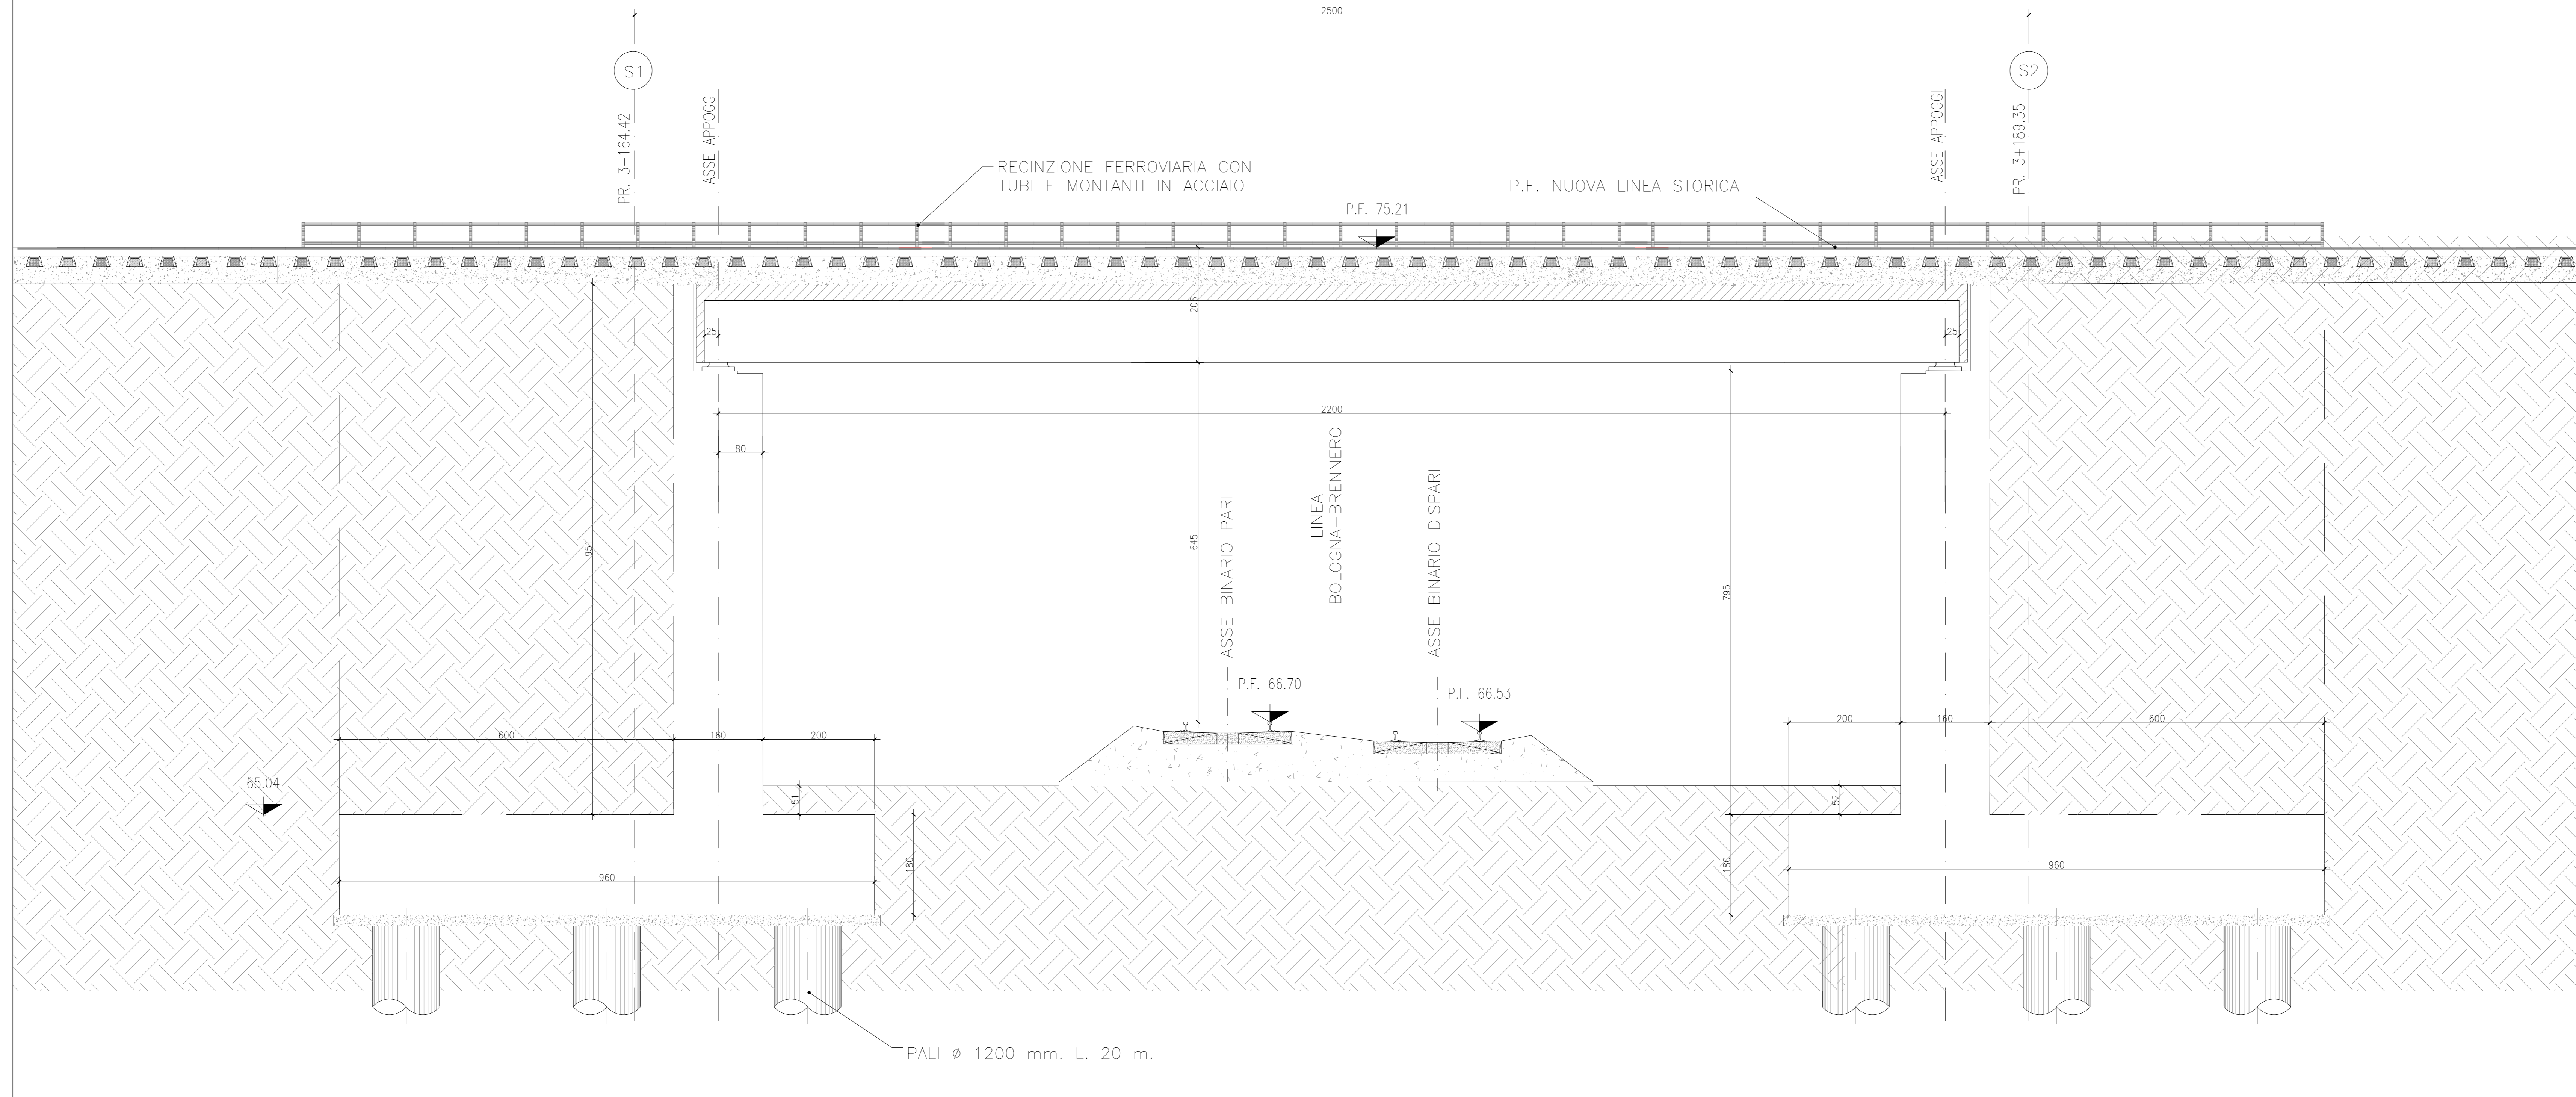 2500
S1
S2
PR. 3+164.42
ASSE APPOGGI
ASSE APPOGGI
PR. 3+189.35
RECINZIONE FERROVIARIA CON
TUBI E MONTANTI IN ACCIAIO
P.F. NUOVA LINEA STORICA
P.F. 75.21
206
25
25
2200
80
951
645
795
ASSE BINARIO PARI
LINEA
BOLOGNA-BRENNERO
ASSE BINARIO DISPARI
P.F. 66.70
P.F. 66.53
600
160
200
200
160
600
65.04
51
52
180
180
960
960
PALI ø 1200 mm. L. 20 m.